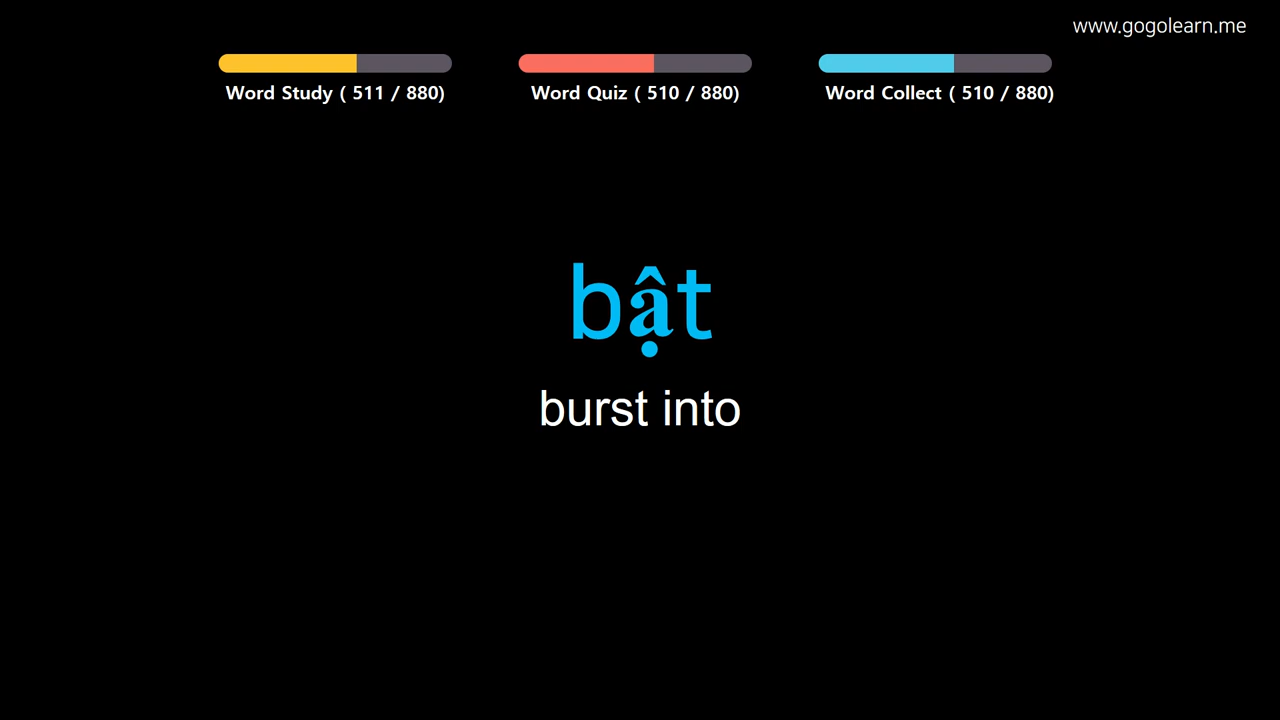 www.gogolearn.me
Word Study ( 511 / 880)
Word Quiz ( 510 / 880)
Word Collect ( 510 / 880)
bật
burst into